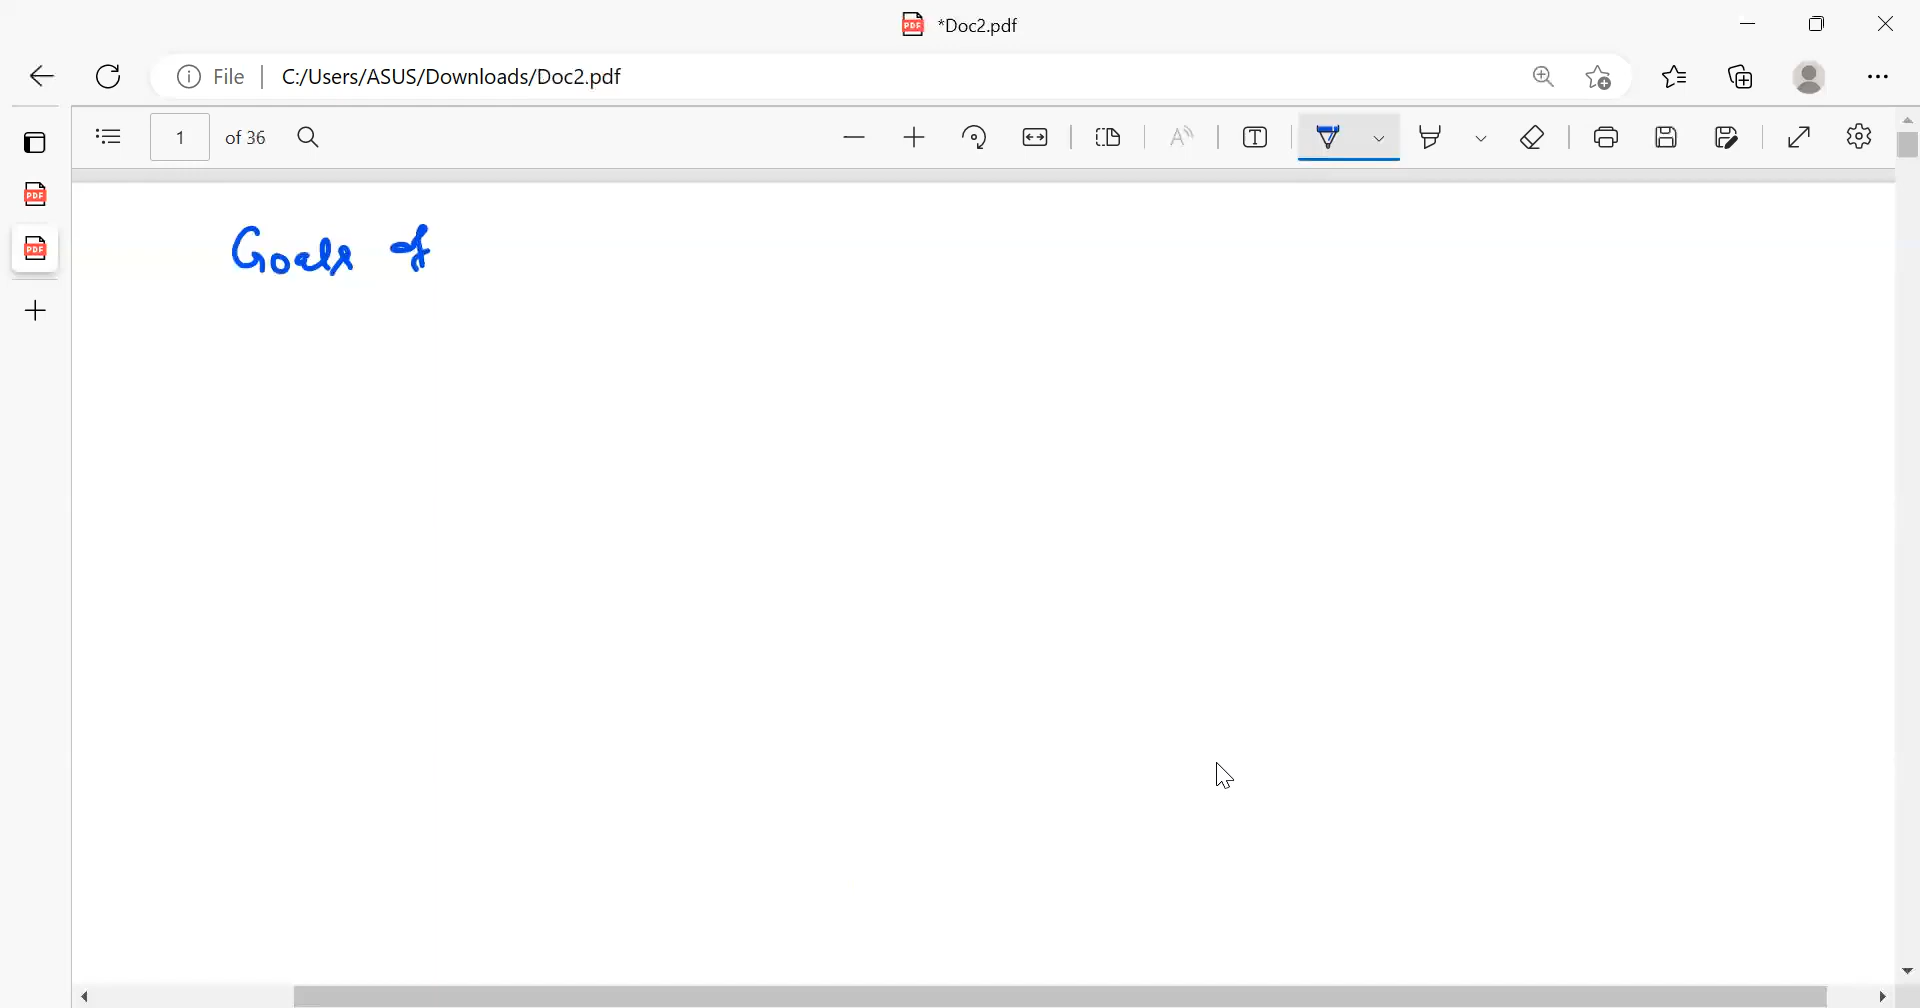 *Doc2.pdf
File | C:/Users/ASUS/Downloads/Doc2.pdf
1 of 36
Goals of